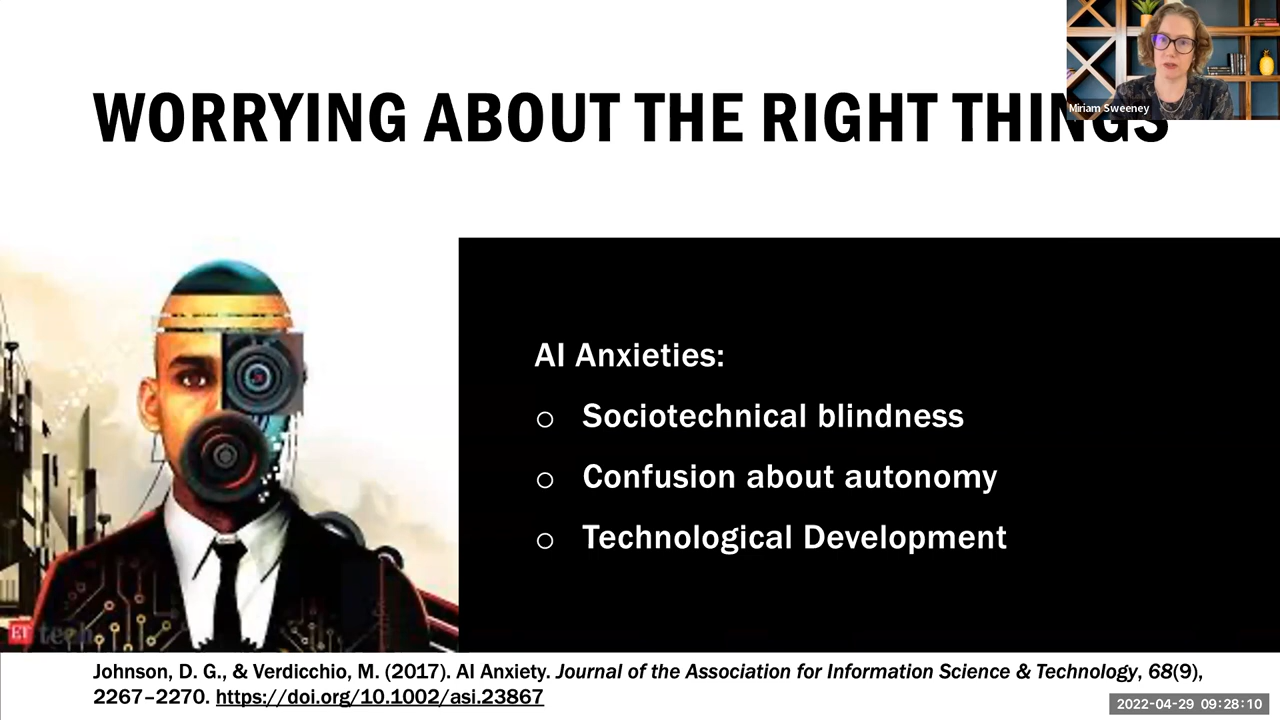 WORRYING ABOUT THE RIGHT THINGS
Miriam Sweeney
AI Anxieties:
Sociotechnical blindness
Confusion about autonomy
Technological Development
ET tech
Johnson, D. G., & Verdicchio, M. (2017). AI Anxiety. Journal of the Association for Information Science & Technology, 68(9),
2267–2270. https://doi.org/10.1002/asi.23867
2022-04-29 09:28:10